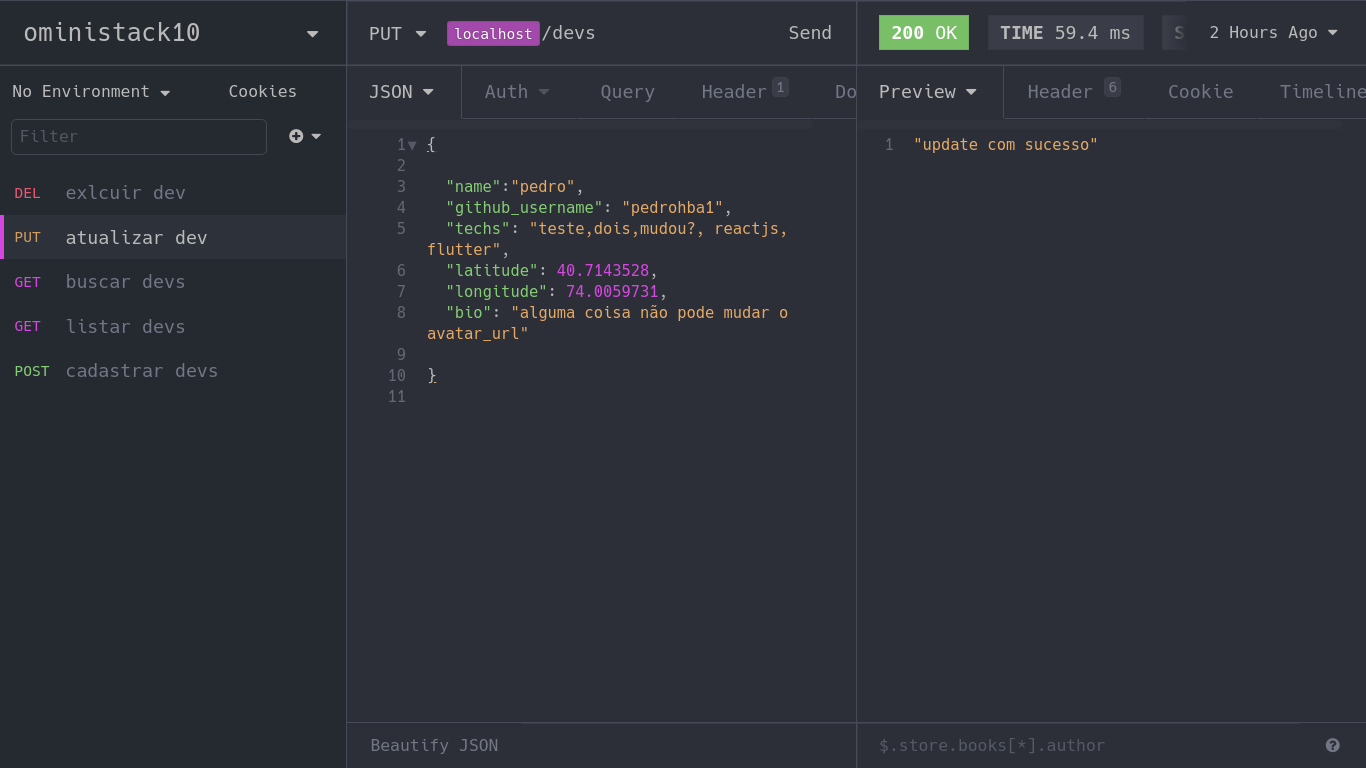 oministack10
PUT localhost/devs Send
200 OK TIME 59.4 ms S 2 Hours Ago
No Environment Cookies
JSON Auth Query Header 1 Do
Preview Header 6 Cookie Timeline
Filter
DEL exlcuir dev
PUT atualizar dev
GET buscar devs
GET listar devs
POST cadastrar devs
1 {
2
3 "name":"pedro",
4 "github_username": "pedrohba1",
5 "techs": "teste,dois,mudou?, reactjs,
flutter",
6 "latitude": 40.7143528,
7 "longitude": 74.0059731,
8 "bio": "alguma coisa não pode mudar o
avatar_url"
9
10 }
11
1 "update com sucesso"
Beautify JSON
$.store.books[*].author